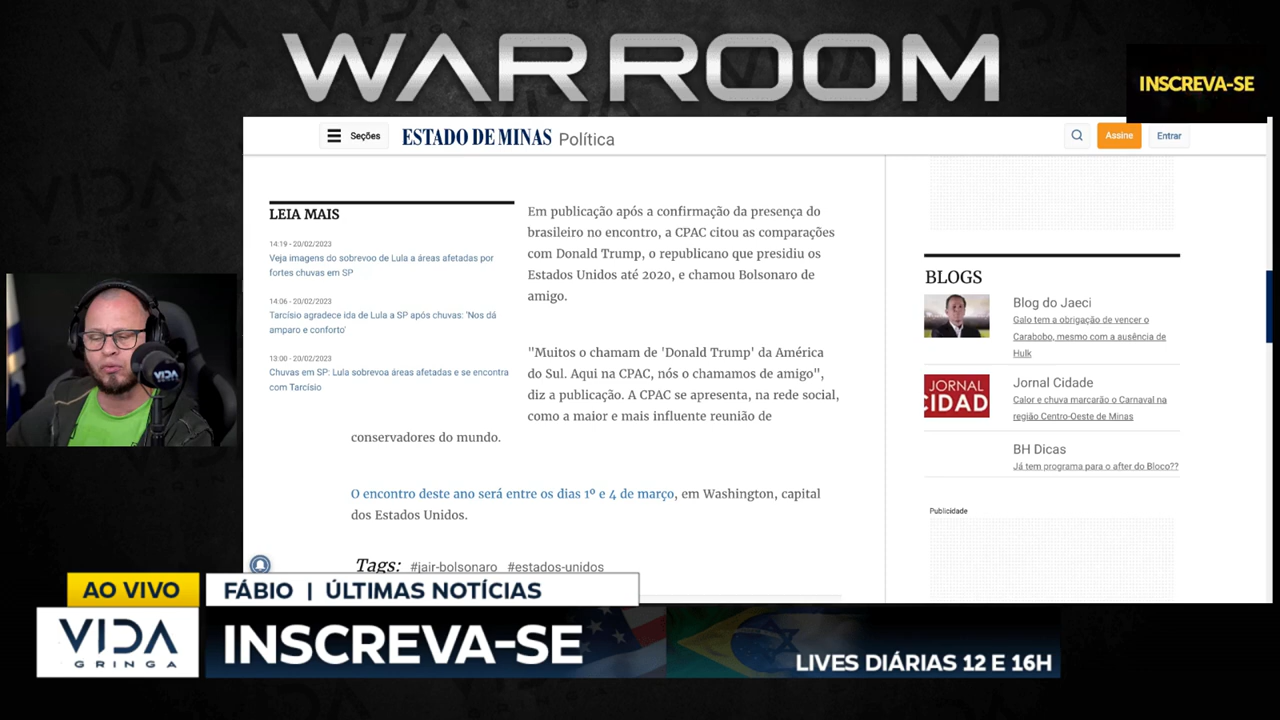 WARROOM
INSCREVA-SE
Seções
ESTADO DE MINAS Política
Assine
Entrar
LEIA MAIS
14:19 - 20/02/2023
Veja imagens do sobrevoo de Lula a áreas afetadas por
fortes chuvas em SP
14:06 - 20/02/2023
Tarcísio agradece ida de Lula a SP após chuvas: 'Nos dá
amparo e conforto'
13:00 - 20/02/2023
Chuvas em SP: Lula sobrevoa áreas afetadas e se encontra
com Tarcísio
Em publicação após a confirmação da presença do
brasileiro no encontro, a CPAC citou as comparações
com Donald Trump, o republicano que presidiu os
Estados Unidos até 2020, e chamou Bolsonaro de
amigo.
"Muitos o chamam de 'Donald Trump' da América
do Sul. Aqui na CPAC, nós o chamamos de amigo",
diz a publicação. A CPAC se apresenta, na rede social,
como a maior e mais influente reunião de
conservadores do mundo.
O encontro deste ano será entre os dias 1º e 4 de março, em Washington, capital
dos Estados Unidos.
Tags: #jair-bolsonaro #estados-unidos
BLOGS
Blog do Jaeci
Galo tem a obrigação de vencer o
Carabobo, mesmo com a ausência de
Hulk
JORNAL
CIDAD
Jornal Cidade
Calor e chuva marcarão o Carnaval na
região Centro-Oeste de Minas
BH Dicas
Já tem programa para o after do Bloco??
Publicidade
VIDA
AO VIVO
FÁBIO | ÚLTIMAS NOTÍCIAS
VIDA
GRINGA
INSCREVA-SE
LIVES DIÁRIAS 12 E 16H